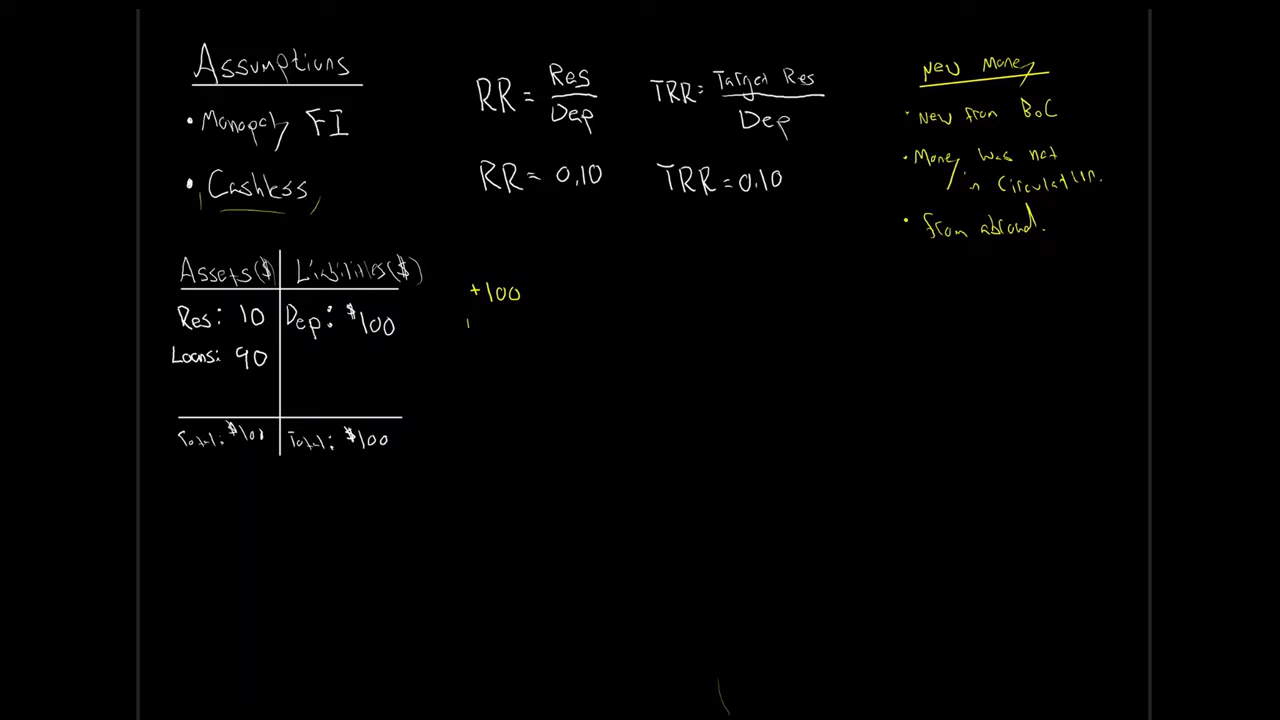 Assumptions
• Monopoly FI
• Cashless
RR = Res / Dep
RR = 0.10
TRR = Target Res / Dep
TRR = 0.10
New Money
• New from BoC
• Money was not
in Circulation.
• From abroad.
Assets($) Liabilities($)
Res: 10 Dep: $100
Loans: 90
Total: $100 Total: $100
+100